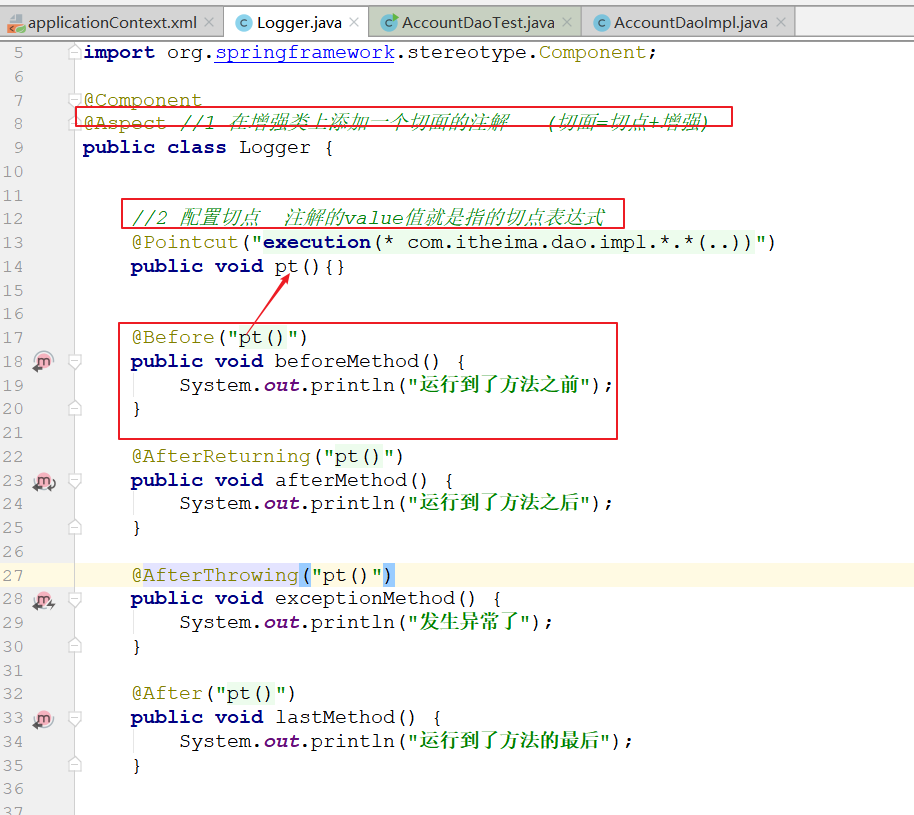 applicationContext.xml Logger.java AccountDaoTest.java AccountDaoImpl.java
5 import org.springframework.stereotype.Component;
6
7 @Component
8 @Aspect //1 在增强类上添加一个切面的注解 (切面=切点+增强)
9 public class Logger {
10
11
12 //2 配置切点 注解的value值就是指的切点表达式
13 @Pointcut("execution(* com.itheima.dao.impl.*.*(..))")
14 public void pt(){}
15
16
17 @Before("pt()")
18 public void beforeMethod() {
19 System.out.println("运行到了方法之前");
20 }
21
22 @AfterReturning("pt()")
23 public void afterMethod() {
24 System.out.println("运行到了方法之后");
25 }
26
27 @AfterThrowing("pt()")
28 public void exceptionMethod() {
29 System.out.println("发生异常了");
30 }
31
32 @After("pt()")
33 public void lastMethod() {
34 System.out.println("运行到了方法的最后");
35 }
36
37